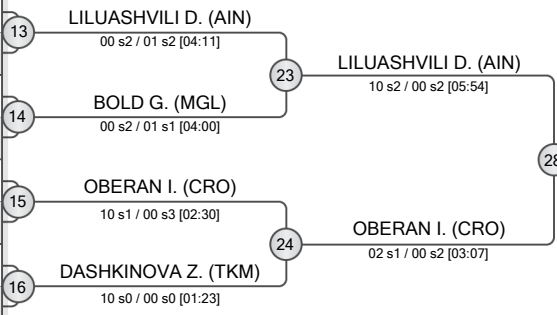 13
LILUASHVILI D. (AIN)
00 s2 / 01 s2 [04:11]
23
LILUASHVILI D. (AIN)
10 s2 / 00 s2 [05:54]
14
BOLD G. (MGL)
00 s2 / 01 s1 [04:00]
28
15
OBERAN I. (CRO)
10 s1 / 00 s3 [02:30]
24
OBERAN I. (CRO)
02 s1 / 00 s2 [03:07]
16
DASHKINOVA Z. (TKM)
10 s0 / 00 s0 [01:23]